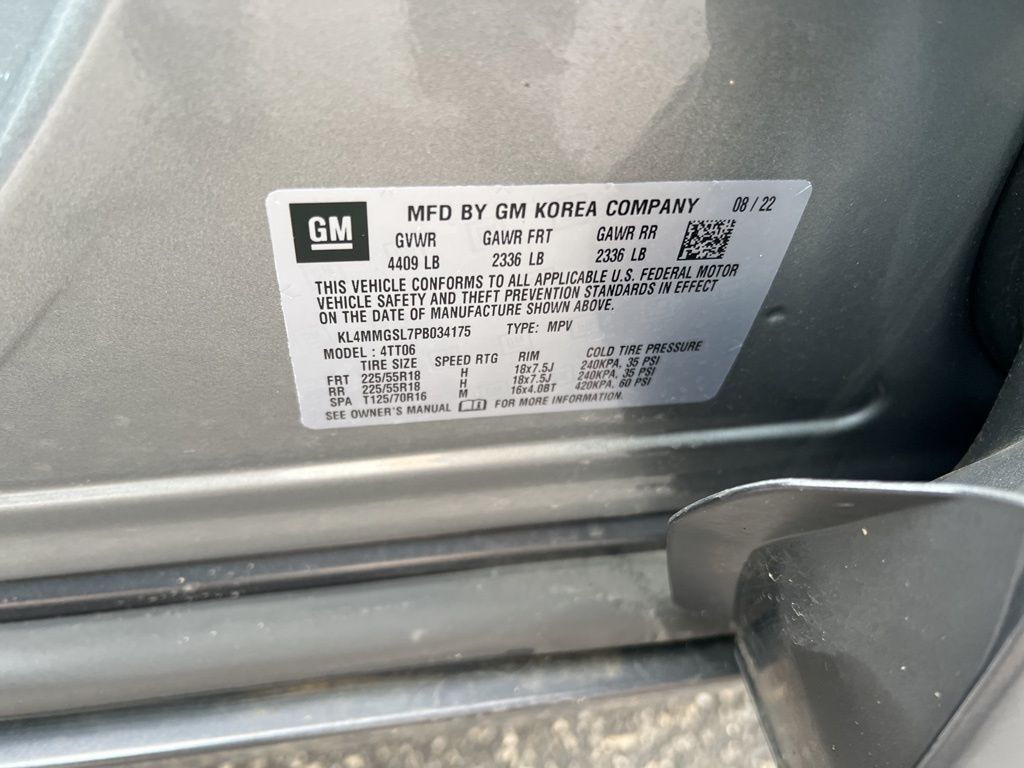 GM
MFD BY GM KOREA COMPANY 08 / 22
GVWR GAWR FRT GAWR RR
4409 LB 2336 LB 2336 LB
THIS VEHICLE CONFORMS TO ALL APPLICABLE U.S. FEDERAL MOTOR
VEHICLE SAFETY AND THEFT PREVENTION STANDARDS IN EFFECT
ON THE DATE OF MANUFACTURE SHOWN ABOVE.
KL4MMGSL7PB034175 TYPE: MPV
MODEL : 4TT06
TIRE SIZE SPEED RTG RIM COLD TIRE PRESSURE
FRT 225/55R18 H 18x7.5J 240KPA, 35 PSI
RR 225/55R18 H 18x7.5J 240KPA, 35 PSI
SPA T125/70R16 M 16x4.0BT 420KPA, 60 PSI
SEE OWNER'S MANUAL FOR MORE INFORMATION.